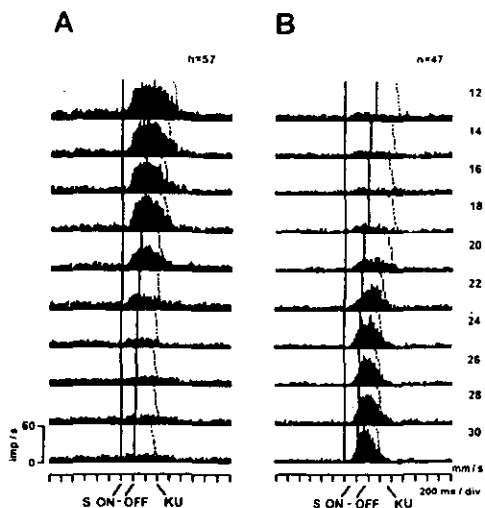 A
B
h=57
n=47
12
14
16
18
20
22
24
26
28
30
60
0
imp / s
mm / s
S ON - OFF KU
S ON - OFF KU
200 ms / div